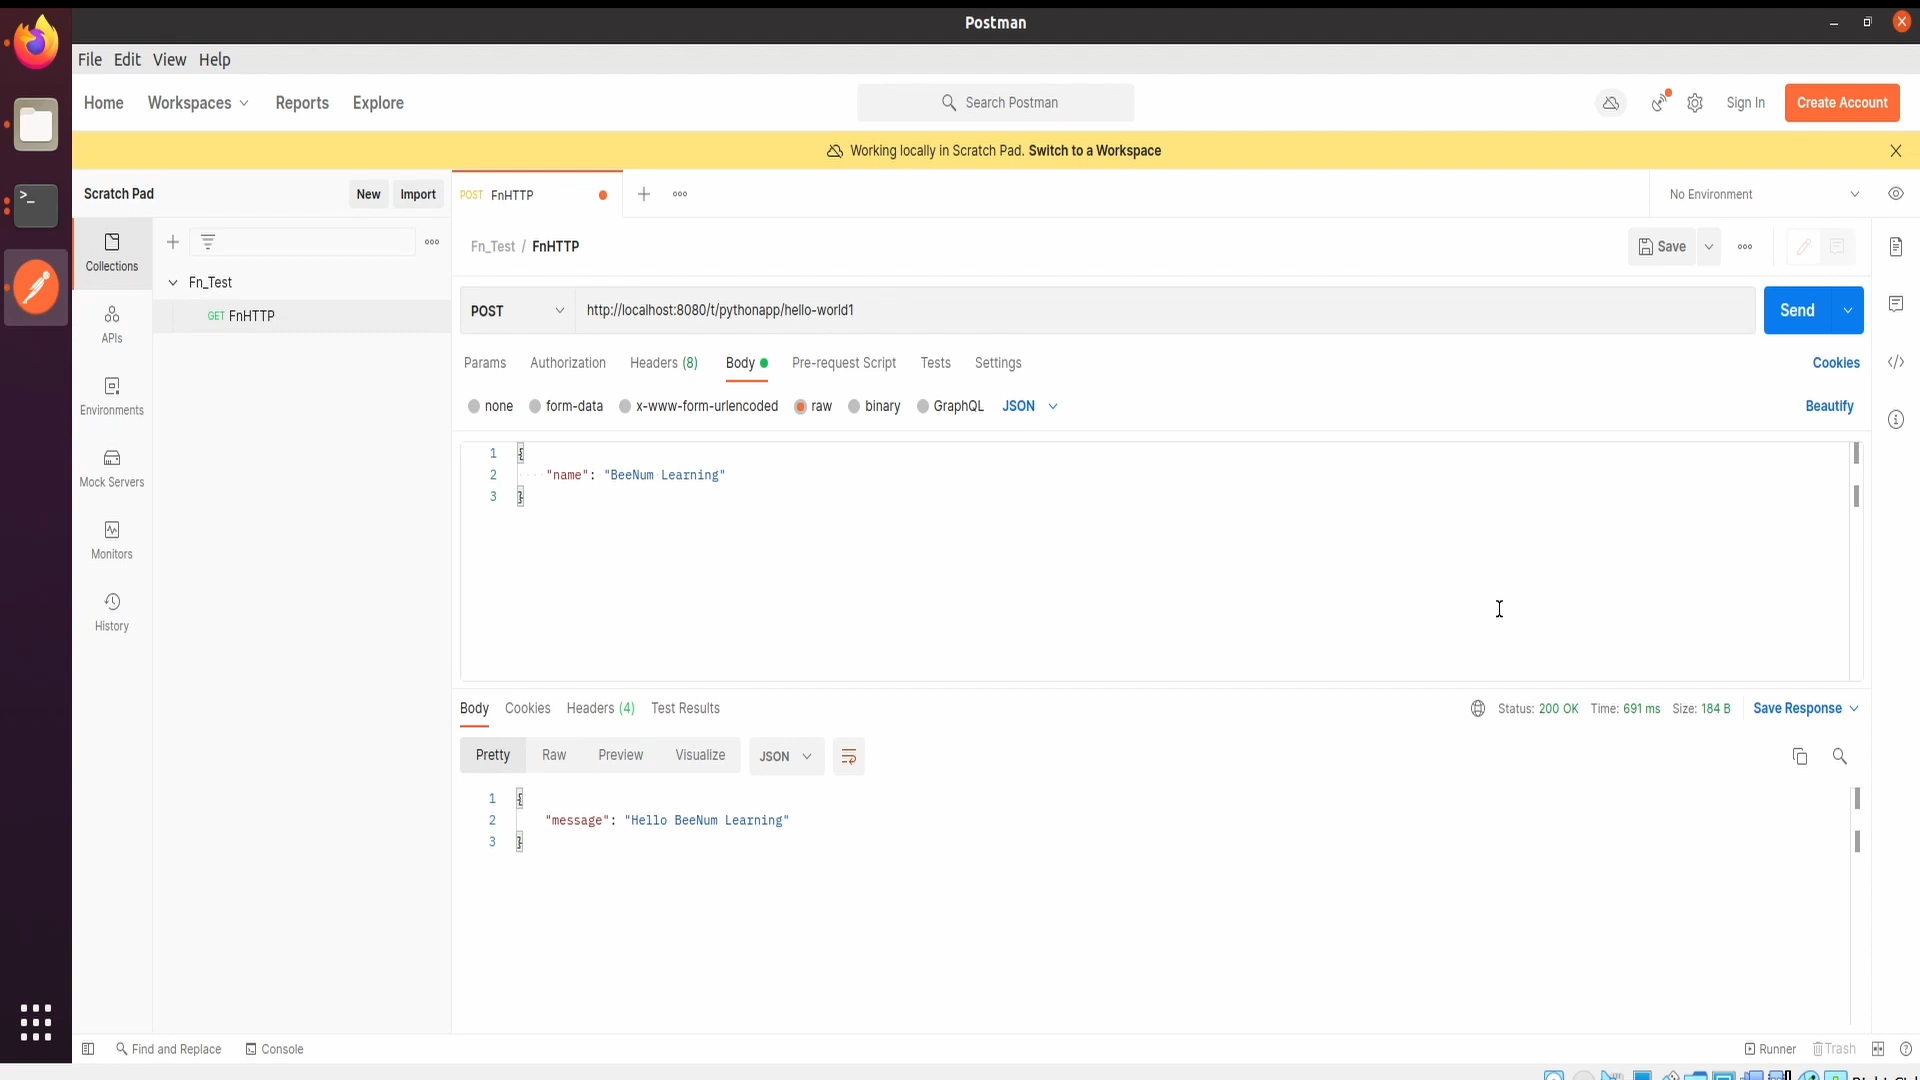 Postman
File Edit View Help
Home Workspaces Reports Explore
Search Postman
Sign In
Create Account
Working locally in Scratch Pad. Switch to a Workspace
Scratch Pad
New
Import
POST FnHTTP
No Environment
Collections
APIs
Environments
Mock Servers
Monitors
History
Fn_Test
GET FnHTTP
Fn_Test / FnHTTP
Save
POST
http://localhost:8080/t/pythonapp/hello-world1
Send
Params Authorization Headers (8) Body Pre-request Script Tests Settings
Cookies
none form-data x-www-form-urlencoded raw binary GraphQL JSON
Beautify
1 {
2 "name": "BeeNum Learning"
3 }
Body Cookies Headers (4) Test Results
Status: 200 OK Time: 691 ms Size: 184 B
Save Response
Pretty Raw Preview Visualize JSON
1 {
2 "message": "Hello BeeNum Learning"
3 }
Find and Replace Console
Runner Trash